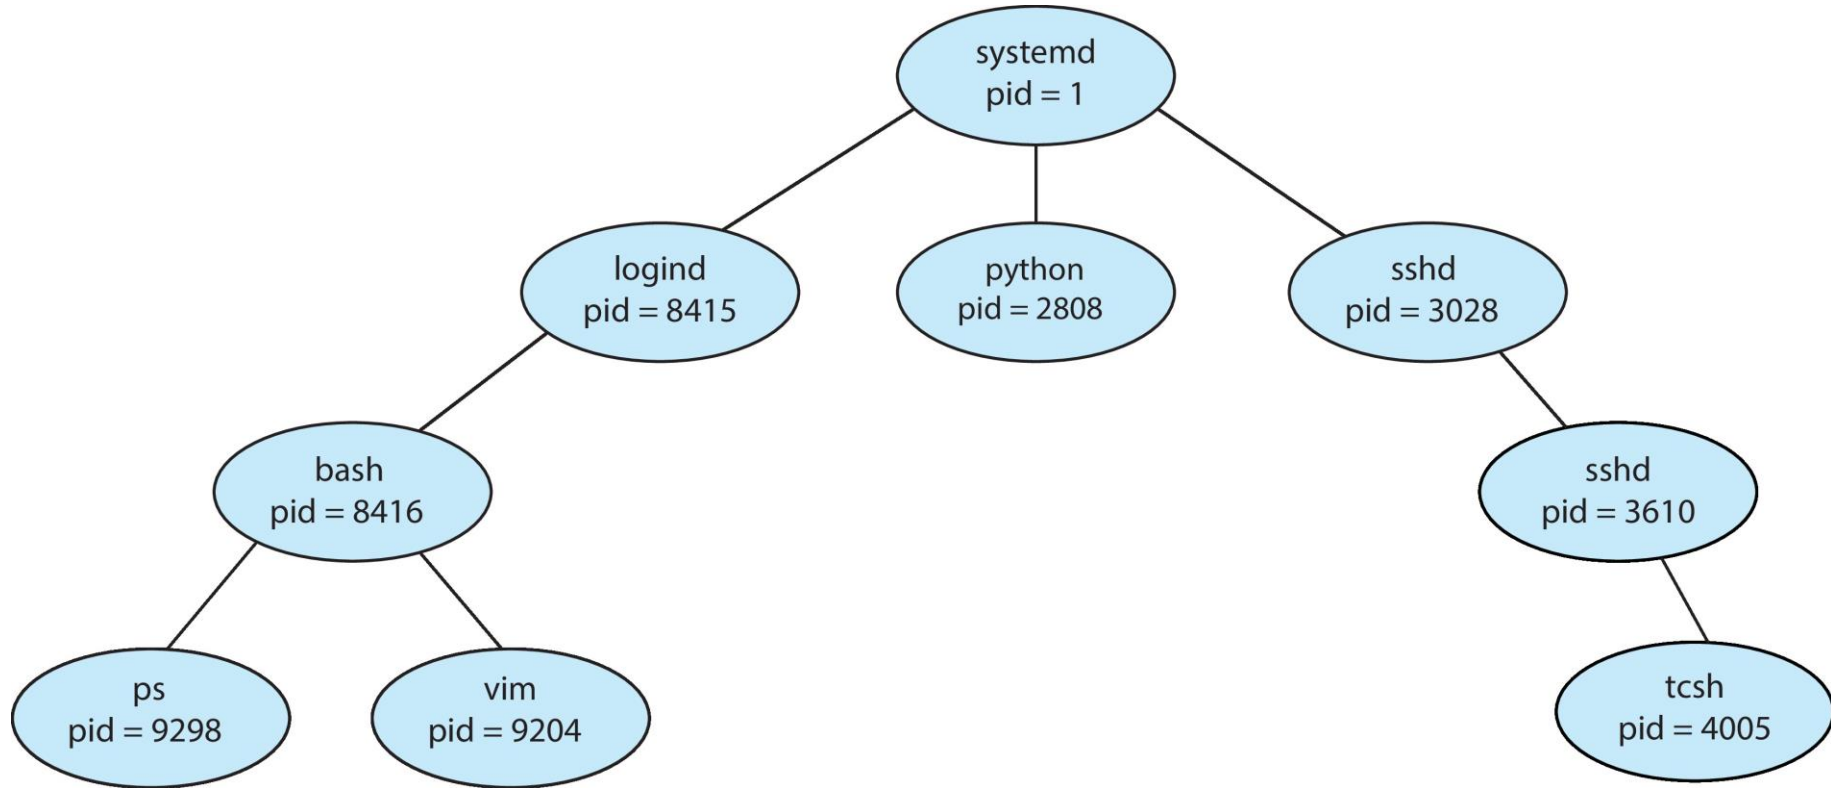 systemd
pid = 1
logind
pid = 8415
python
pid = 2808
sshd
pid = 3028
bash
pid = 8416
sshd
pid = 3610
ps
pid = 9298
vim
pid = 9204
tcsh
pid = 4005